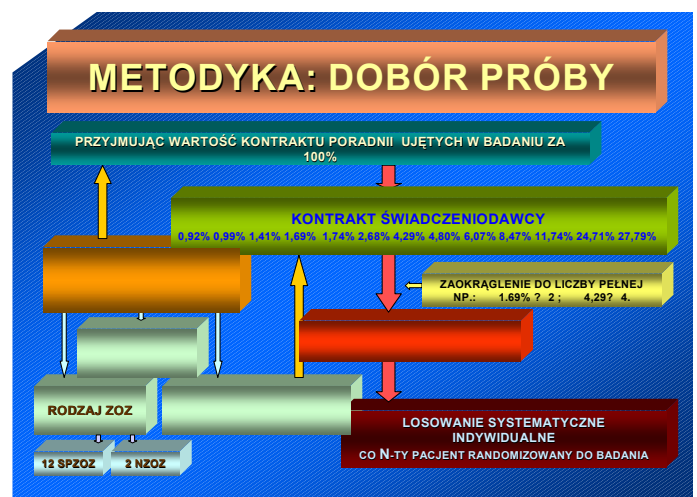 METODYKA: DOBÓR PRÓBY
PRZYJMUJĄC WARTOŚĆ KONTRAKTU PORADNII UJĘTYCH W BADANIU ZA
100%
KONTRAKT ŚWIADCZENIODAWCY
0,92% 0,99% 1,41% 1,69% 1,74% 2,68% 4,29% 4,80% 6,07% 8,47% 11,74% 24,71% 27,79%
ZAOKRĄGLENIE DO LICZBY PEŁNEJ
NP.: 1.69% ? 2 ; 4,29? 4.
RODZAJ ZOZ
12 SPZOZ
2 NZOZ
LOSOWANIE SYSTEMATYCZNE
INDYWIDUALNE
CO N-TY PACJENT RANDOMIZOWANY DO BADANIA